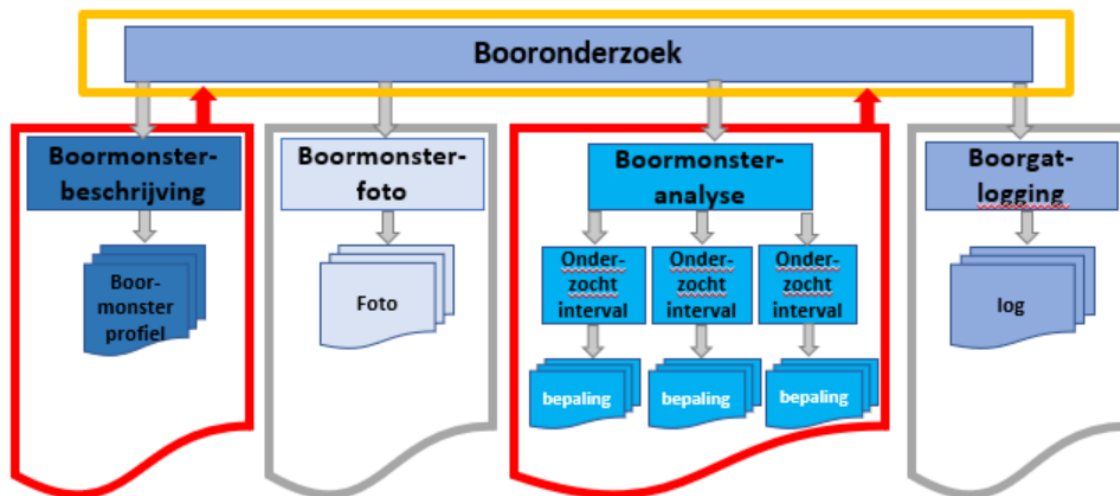 Booronderzoek
Boormonster-
beschrijving
Boormonster-
foto
Boormonster-
analyse
Boorgat-
logging
Boor-
monster
profiel
Foto
Onder-
zocht
interval
Onder-
zocht
interval
Onder-
zocht
interval
log
bepaling
bepaling
bepaling